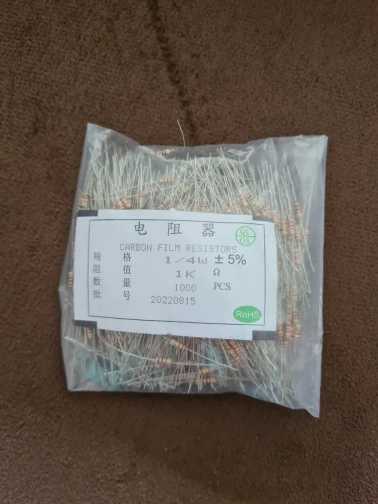 电阻器
CARBON FILM RESISTORS
规格 1/4W ±5%
阻值 1K Ω
数量 1000 PCS
批号 20220815
RoHS